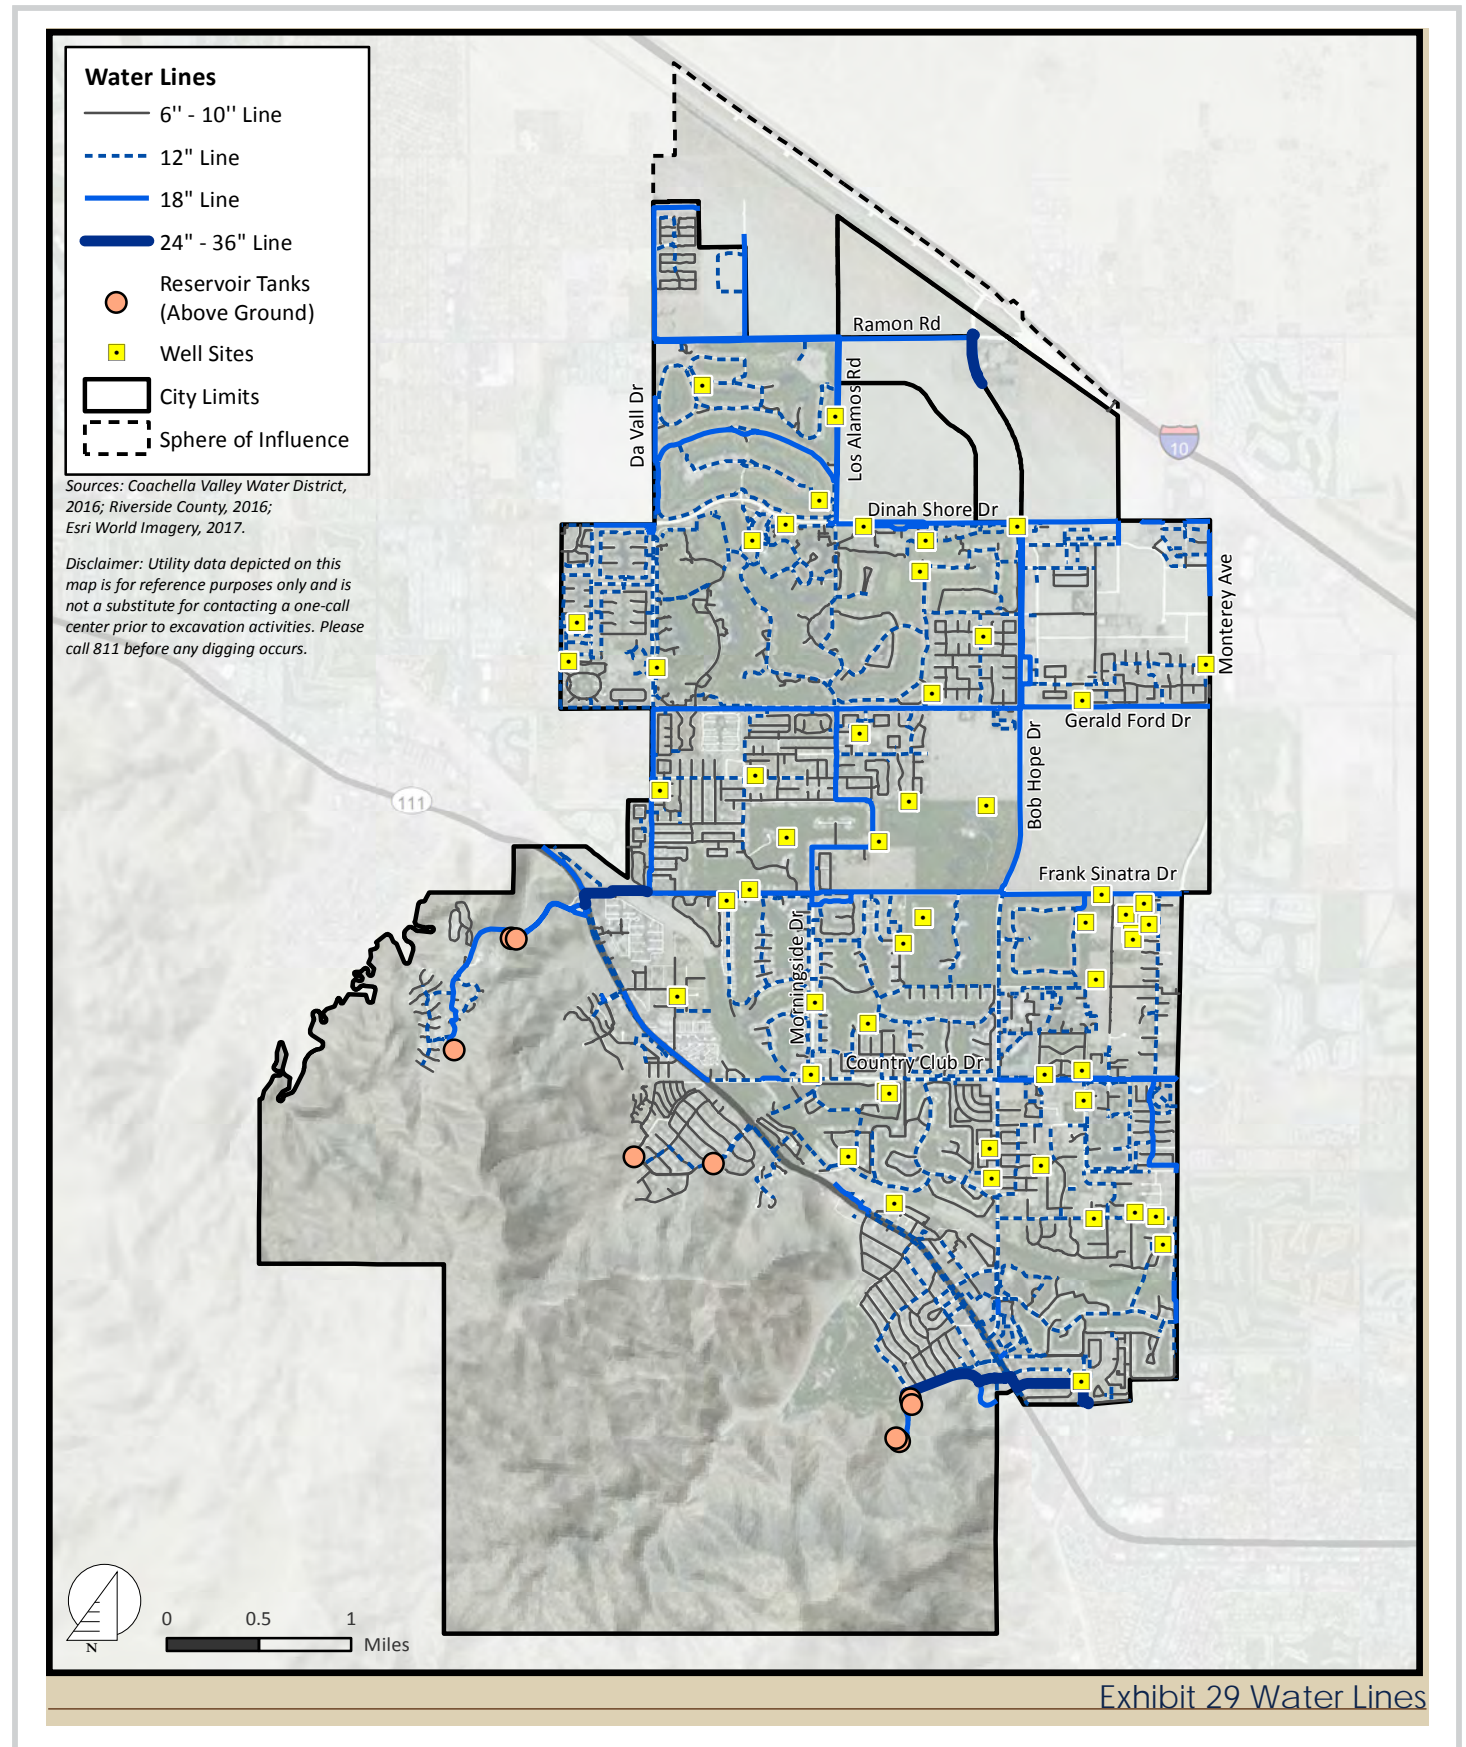 Water Lines
6'' - 10'' Line
12" Line
18" Line
24" - 36" Line
Reservoir Tanks
(Above Ground)
Well Sites
City Limits
Sphere of Influence
Sources: Coachella Valley Water District,
2016; Riverside County, 2016;
Esri World Imagery, 2017.
Disclaimer: Utility data depicted on this
map is for reference purposes only and is
not a substitute for contacting a one-call
center prior to excavation activities. Please
call 811 before any digging occurs.
Ramon Rd
Da Vall Dr
Los Alamos Rd
10
Dinah Shore Dr
Monterey Ave
Gerald Ford Dr
Bob Hope Dr
111
Frank Sinatra Dr
Morningside Dr
Country Club Dr
N
0 0.5 1
Miles
Exhibit 29 Water Lines